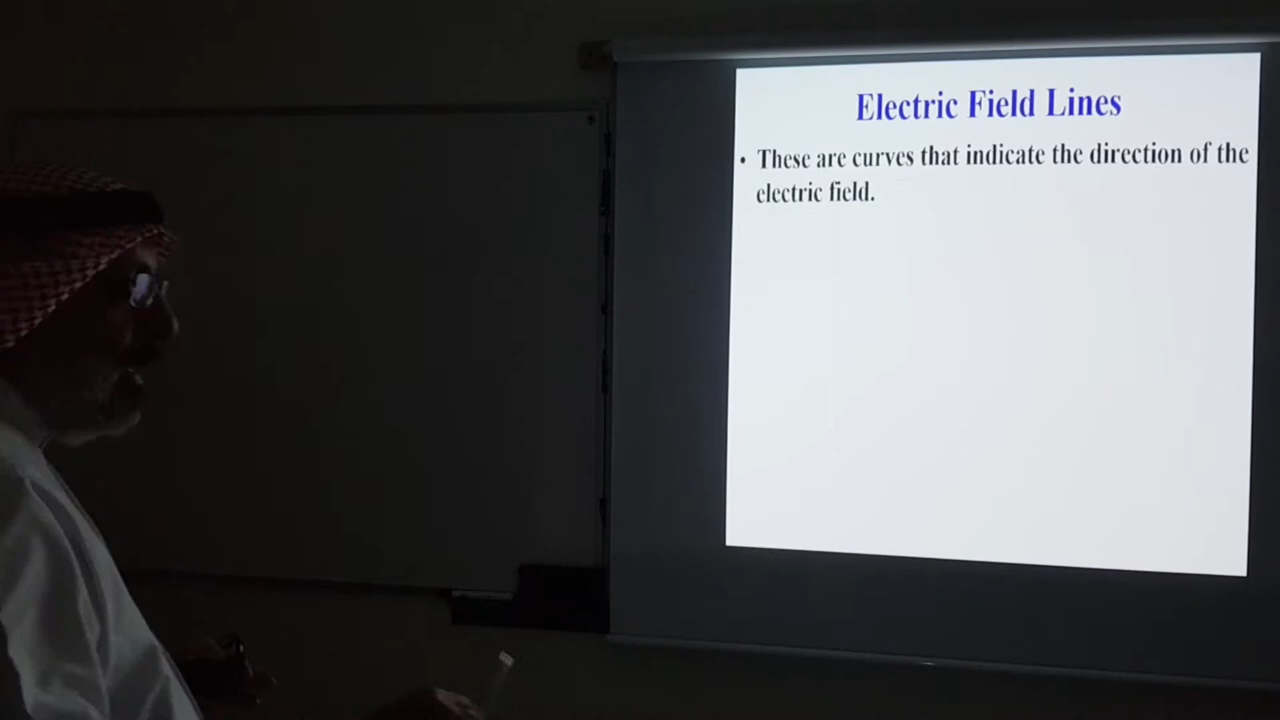 Electric Field Lines
• These are curves that indicate the direction of the
electric field.